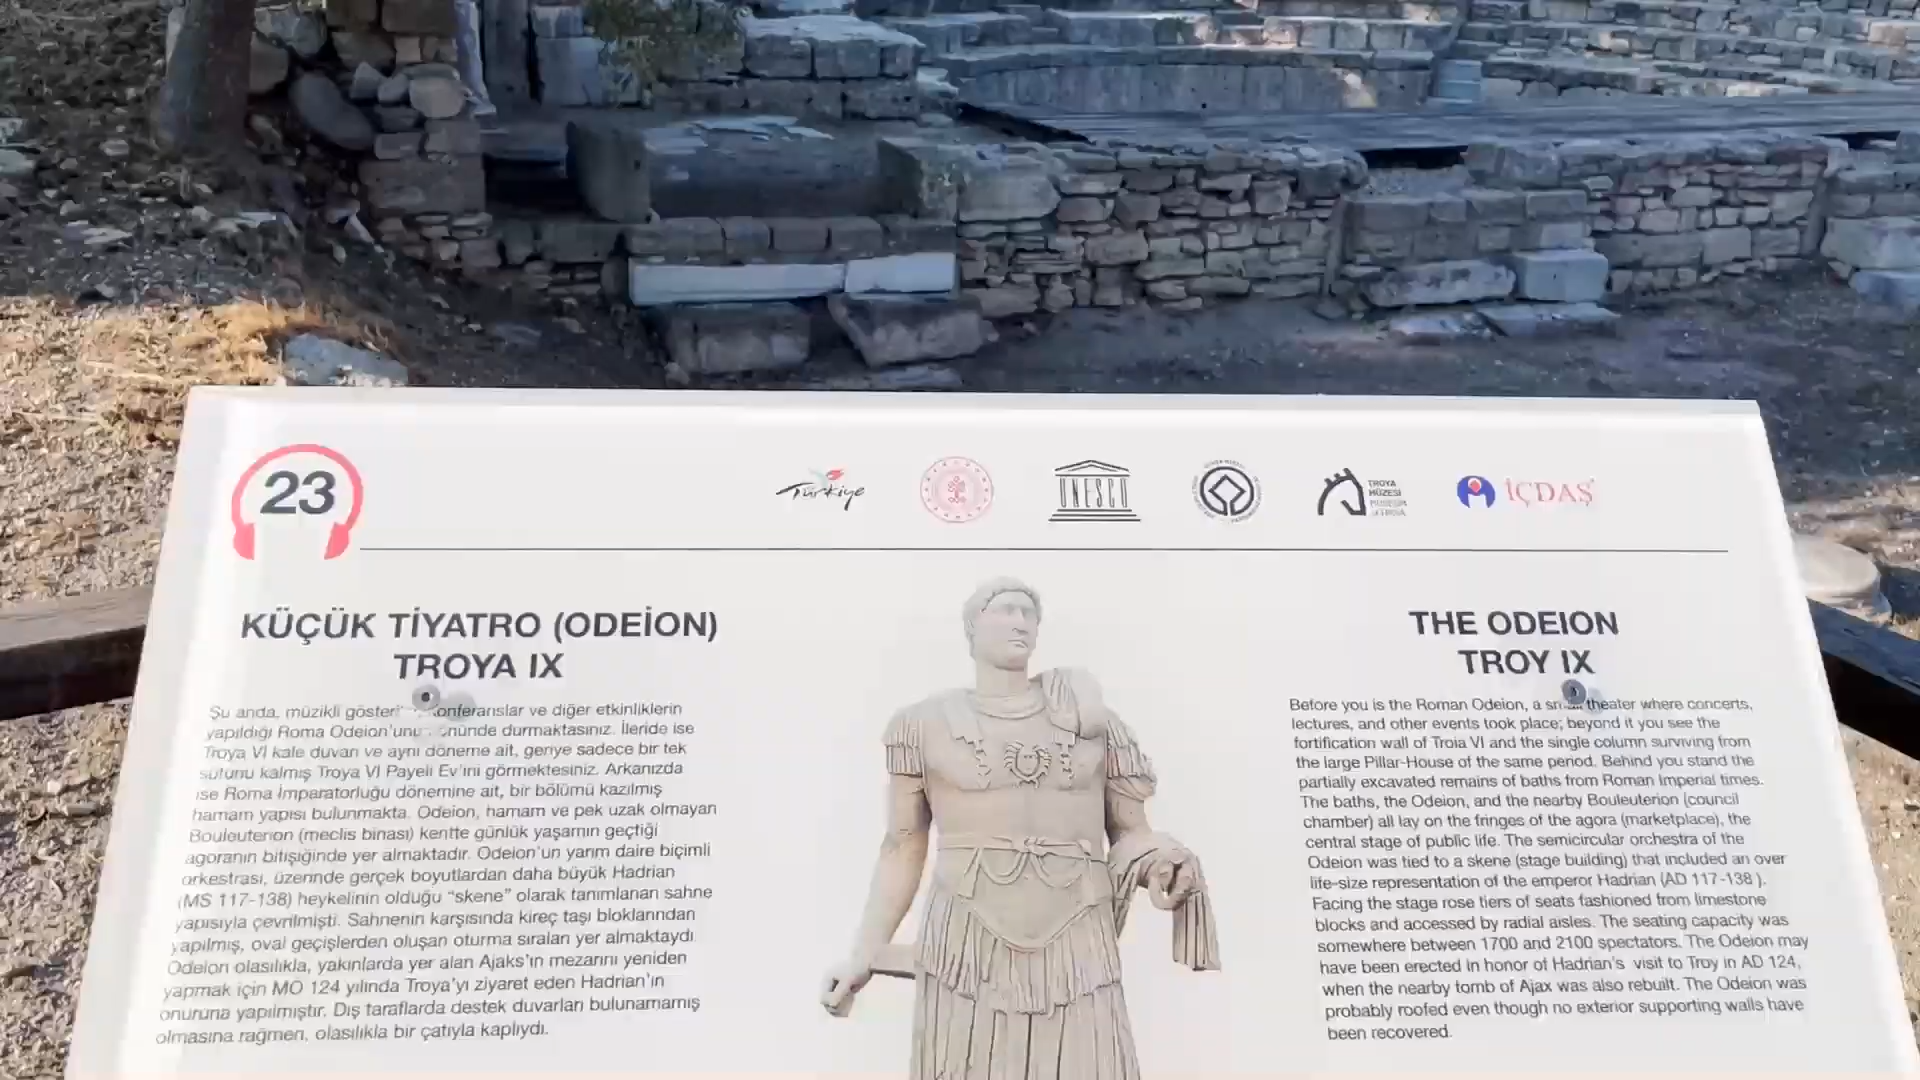 23
Türkiye
UNESCO
TROYA
MÜZESİ
MUSEUM
of TROYA
İÇDAŞ
KÜÇÜK TİYATRO (ODEİON)
TROYA IX
Şu anda, müzikli gösteri konferanslar ve diğer etkinliklerin
yapıldığı Roma Odeion'unu önünde durmaktasınız. İleride ise
Troya VI kale duvarı ve aynı döneme ait, geriye sadece bir tek
sütunu kalmış Troya VI Payeli Ev'ini görmektesiniz. Arkanızda
ise Roma İmparatorluğu dönemine ait, bir bölümü kazılmış
hamam yapısı bulunmakta. Odeion, hamam ve pek uzak olmayan
Bouleuterion (meclis binası) kentte günlük yaşamın geçtiği
agoranın bitişiğinde yer almaktadır. Odeion'un yarım daire biçimli
orkestrası, üzerinde gerçek boyutlardan daha büyük Hadrian
(MS 117-138) heykelinin olduğu "skene" olarak tanımlanan sahne
yapısıyla çevrilmişti. Sahnenin karşısında kireç taşı bloklarından
yapılmış, oval geçişlerden oluşan oturma sıraları yer almaktaydı.
Odeion olasılıkla, yakınlarda yer alan Ajaks'ın mezarını yeniden
yapmak için MÖ 124 yılında Troya'yı ziyaret eden Hadrian'ın
onuruna yapılmıştır. Dış taraflarda destek duvarları bulunamamış
olmasına rağmen, olasılıkla bir çatıyla kaplıydı.
THE ODEION
TROY IX
Before you is the Roman Odeion, a small theater where concerts,
lectures, and other events took place; beyond it you see the
fortification wall of Troia VI and the single column surviving from
the large Pillar-House of the same period. Behind you stand the
partially excavated remains of baths from Roman Imperial times.
The baths, the Odeion, and the nearby Bouleuterion (council
chamber) all lay on the fringes of the agora (marketplace), the
central stage of public life. The semicircular orchestra of the
Odeion was tied to a skene (stage building) that included an over
life-size representation of the emperor Hadrian (AD 117-138 ).
Facing the stage rose tiers of seats fashioned from limestone
blocks and accessed by radial aisles. The seating capacity was
somewhere between 1700 and 2100 spectators. The Odeion may
have been erected in honor of Hadrian's visit to Troy in AD 124,
when the nearby tomb of Ajax was also rebuilt. The Odeion was
probably roofed even though no exterior supporting walls have
been recovered.